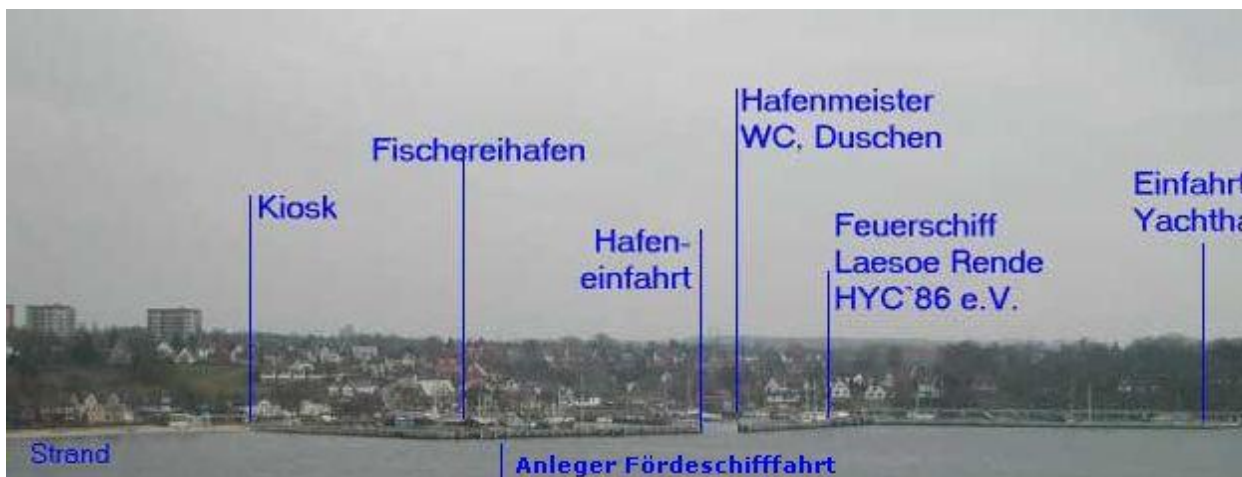 Hafenmeister
WC, Duschen
Fischereihafen
Kiosk
Einfahrt
Hafen-
einfahrt
Feuerschiff
Laesoe Rende
HYC`86 e.V.
Strand
Anleger Fördeschifffahrt